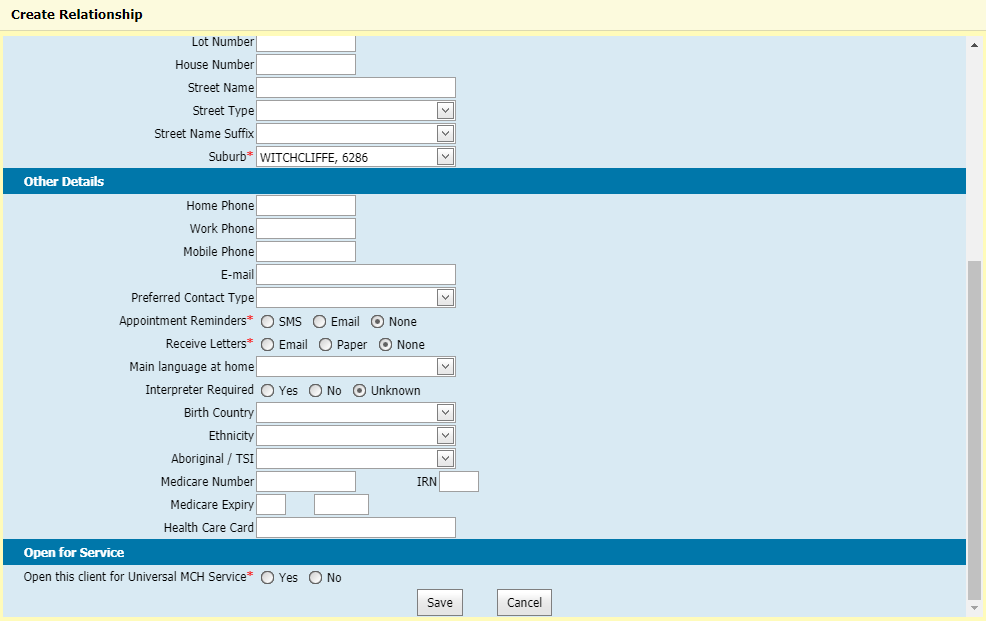 Create Relationship
Lot Number
House Number
Street Name
Street Type
Street Name Suffix
Suburb* WITCHCLIFFE, 6286
Other Details
Home Phone
Work Phone
Mobile Phone
E-mail
Preferred Contact Type
Appointment Reminders* SMS Email None
Receive Letters* Email Paper None
Main language at home
Interpreter Required Yes No Unknown
Birth Country
Ethnicity
Aboriginal / TSI
Medicare Number IRN
Medicare Expiry
Health Care Card
Open for Service
Open this client for Universal MCH Service* Yes No
Save Cancel